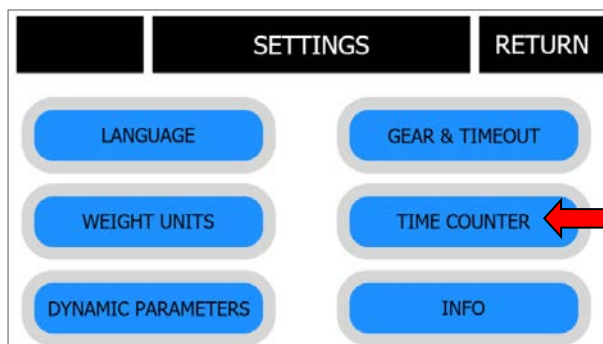 SETTINGS RETURN
LANGUAGE GEAR & TIMEOUT
WEIGHT UNITS TIME COUNTER
DYNAMIC PARAMETERS INFO